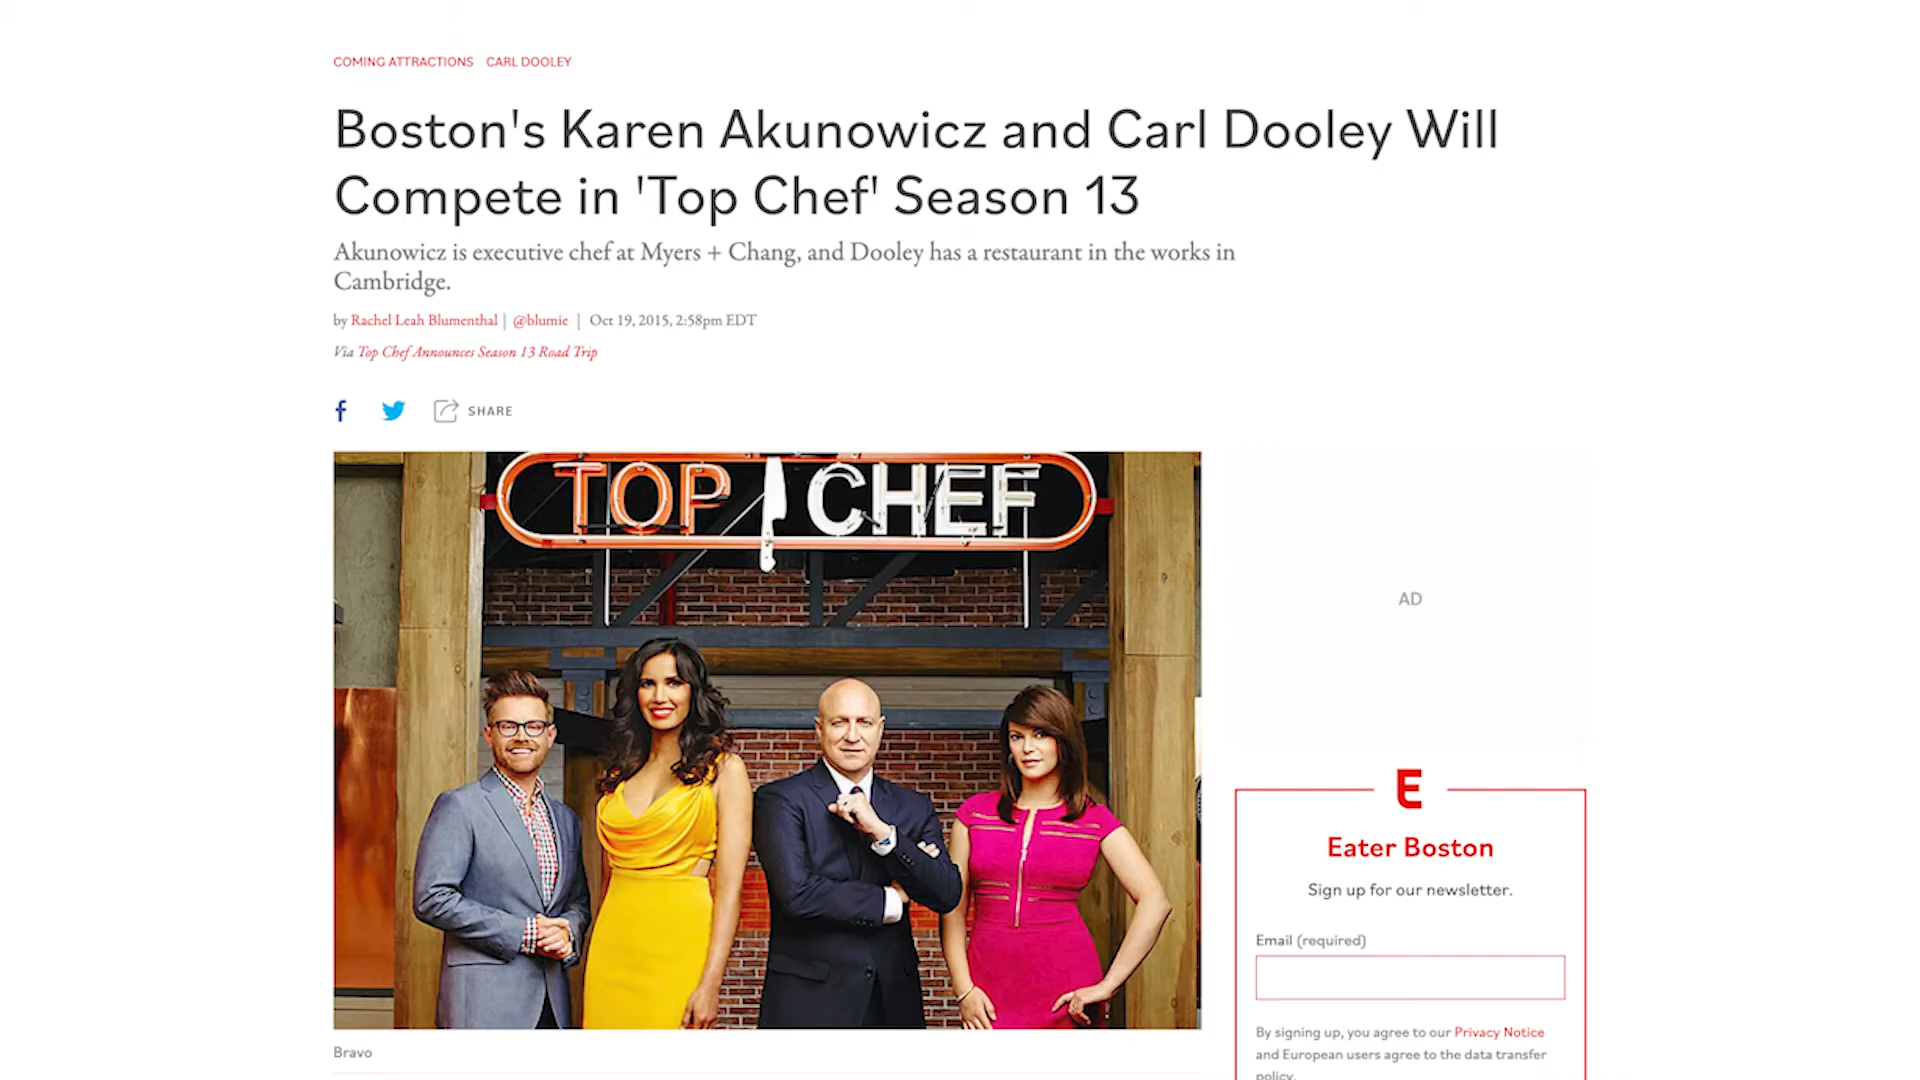 COMING ATTRACTIONS CARL DOOLEY
Boston's Karen Akunowicz and Carl Dooley Will
Compete in 'Top Chef' Season 13
Akunowicz is executive chef at Myers + Chang, and Dooley has a restaurant in the works in
Cambridge.
by Rachel Leah Blumenthal | @blumie | Oct 19, 2015, 2:58pm EDT
Via Top Chef Announces Season 13 Road Trip
SHARE
TOP CHEF
Bravo
AD
E
Eater Boston
Sign up for our newsletter.
Email (required)
By signing up, you agree to our Privacy Notice
and European users agree to the data transfer
policy.